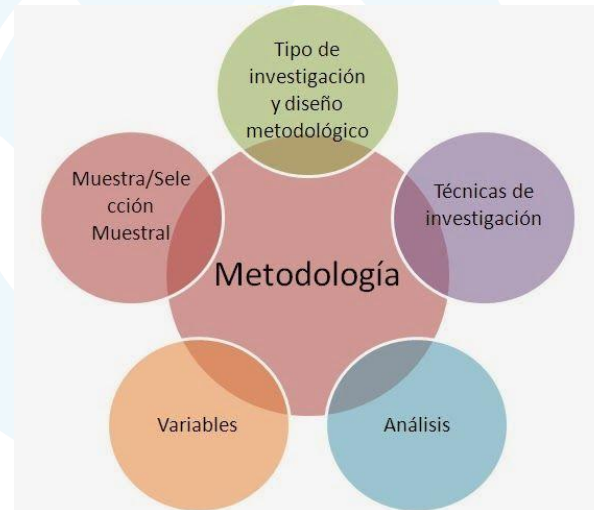 Tipo de
investigación
y diseño
metodológico
Muestra/Sele
cción
Muestral
Técnicas de
investigación
Metodología
Variables
Análisis